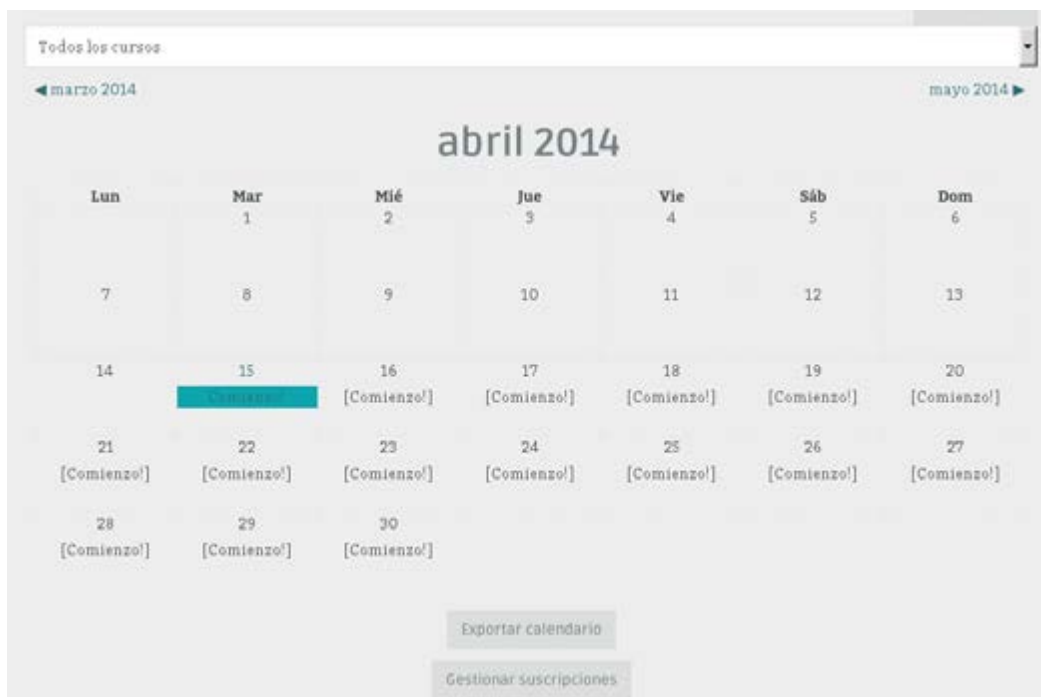 Todos los cursos
◀ marzo 2014 mayo 2014 ▶
abril 2014
Lun Mar Mié Jue Vie Sáb Dom
1 2 3 4 5 6
7 8 9 10 11 12 13
14 15 16 17 18 19 20
Comienzo! [Comienzo!] [Comienzo!] [Comienzo!] [Comienzo!] [Comienzo!]
21 22 23 24 25 26 27
[Comienzo!] [Comienzo!] [Comienzo!] [Comienzo!] [Comienzo!] [Comienzo!] [Comienzo!]
28 29 30
[Comienzo!] [Comienzo!] [Comienzo!]
Exportar calendario
Gestionar suscripciones